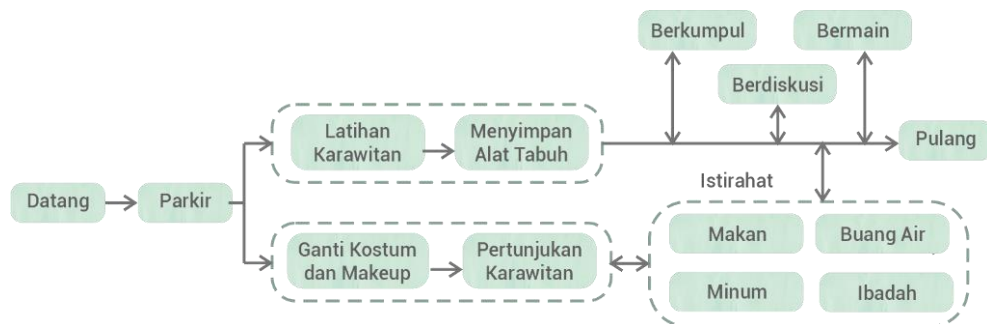 Berkumpul
Bermain
Berdiskusi
Latihan
Karawitan
Menyimpan
Alat Tabuh
Pulang
Istirahat
Datang
Parkir
Ganti Kostum
dan Makeup
Pertunjukan
Karawitan
Makan
Buang Air
Minum
Ibadah